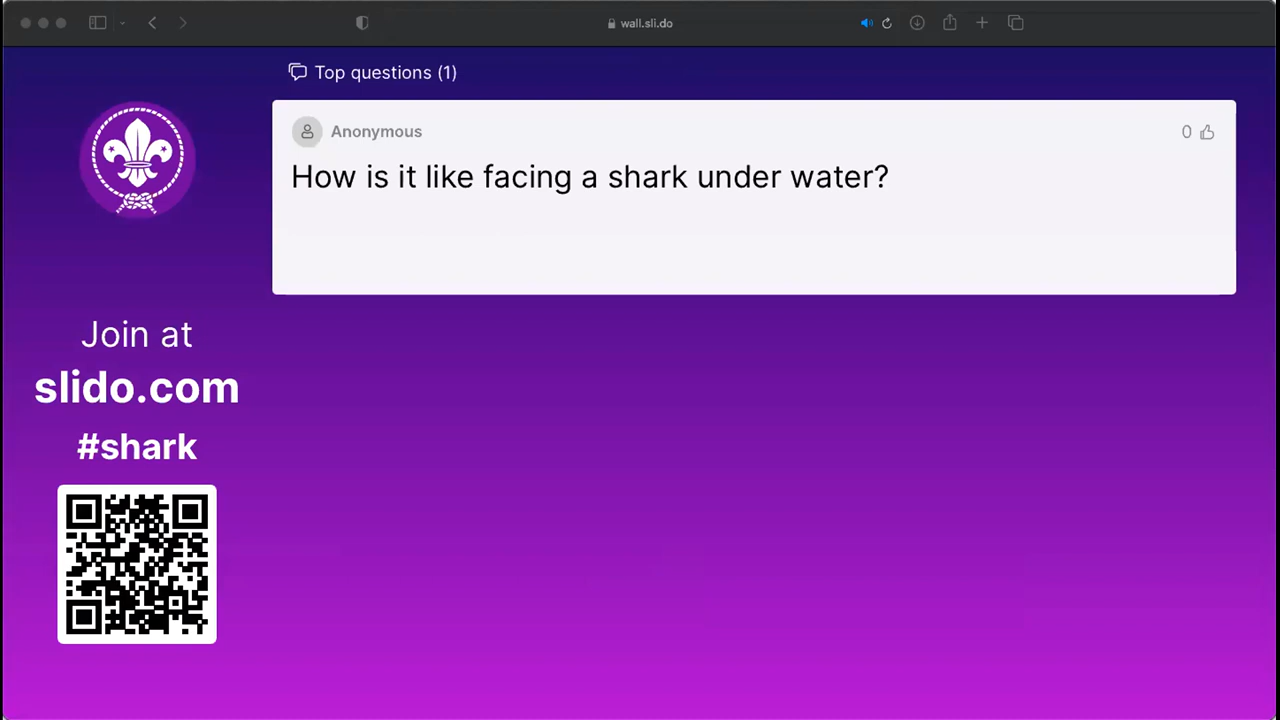 wall.sli.do
Top questions (1)
Anonymous
0
How is it like facing a shark under water?
Join at
slido.com
#shark